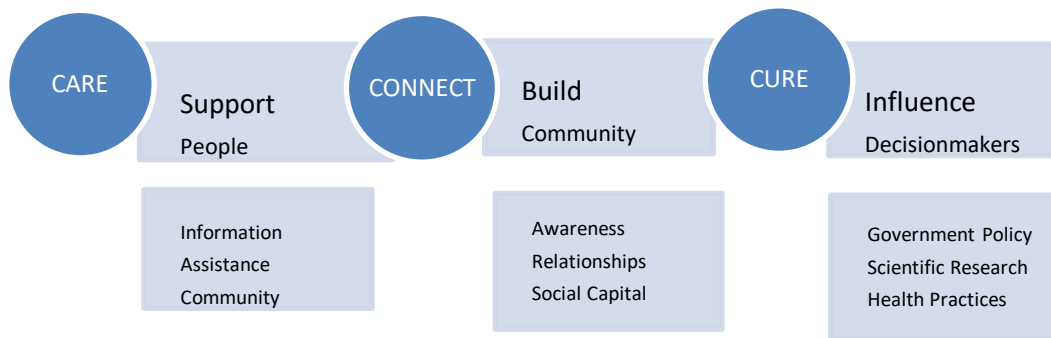 CARE
Support
People
Information
Assistance
Community
CONNECT
Build
Community
Awareness
Relationships
Social Capital
CURE
Influence
Decisionmakers
Government Policy
Scientific Research
Health Practices